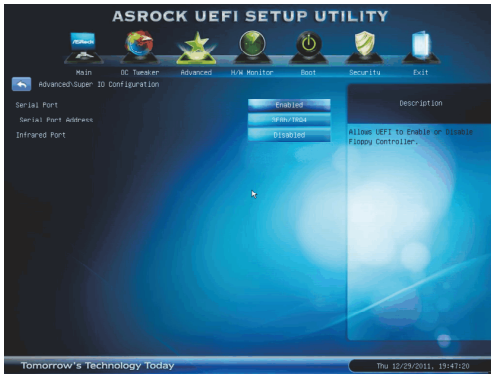 ASROCK UEFI SETUP UTILITY
ASRock
Main OC Tweaker Advanced H/W Monitor Boot Security Exit
Advanced\Super IO Configuration
Serial Port Enabled
Serial Port Address 3F8h/IRQ4
Infrared Port Disabled
Description
Allows UEFI to Enable or Disable
Floppy Controller.
Tomorrow's Technology Today
Thu 12/29/2011, 19:47:20